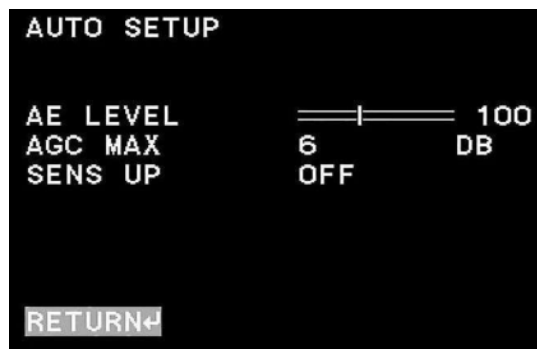 AUTO SETUP
AE LEVEL 100
AGC MAX 6 DB
SENS UP OFF
RETURN↵